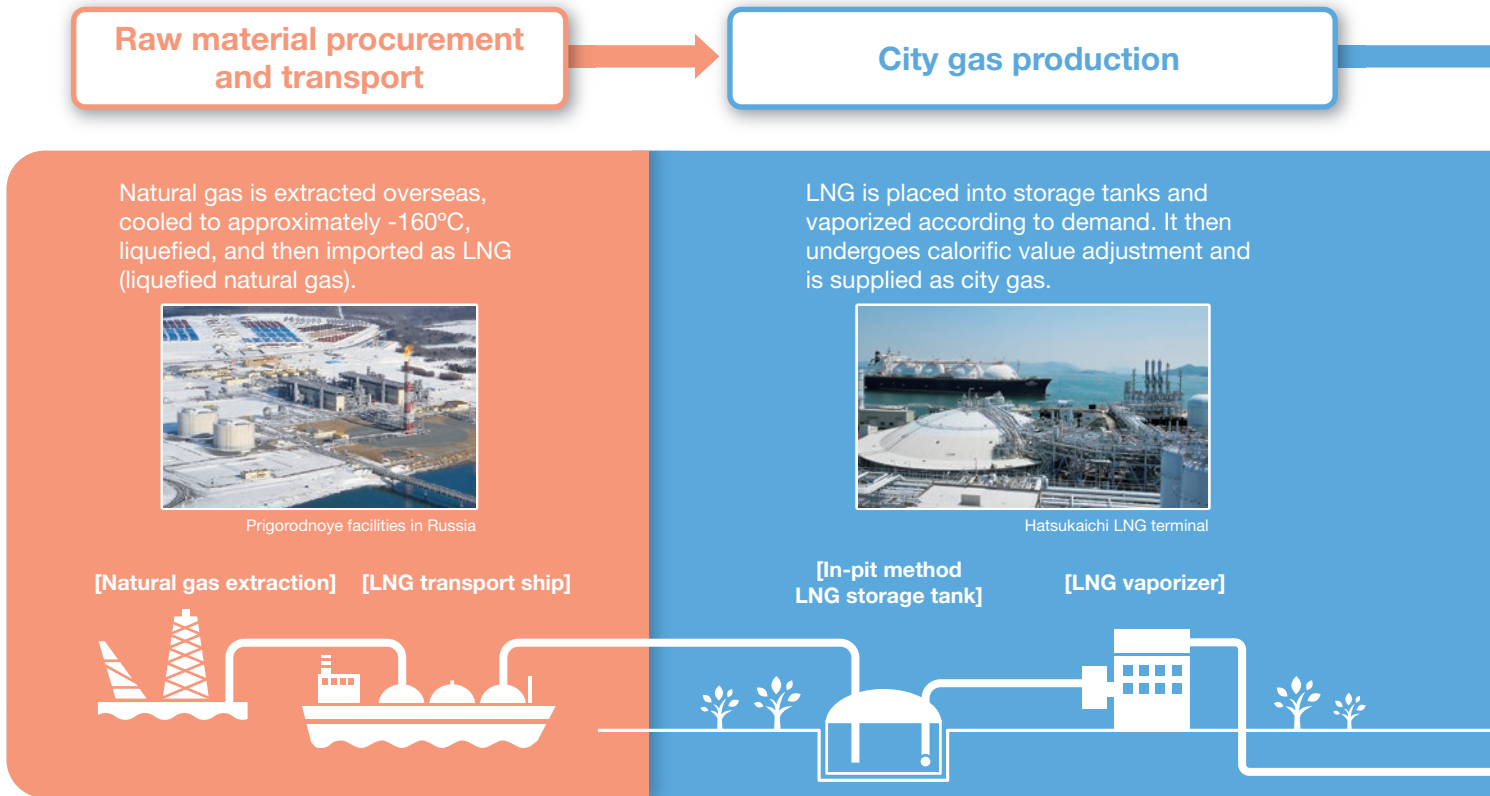 Raw material procurement
and transport
City gas production
Natural gas is extracted overseas,
cooled to approximately -160ºC,
liquefied, and then imported as LNG
(liquefied natural gas).
Prigorodnoye facilities in Russia
[Natural gas extraction]
[LNG transport ship]
LNG is placed into storage tanks and
vaporized according to demand. It then
undergoes calorific value adjustment and
is supplied as city gas.
Hatsukaichi LNG terminal
[In-pit method
LNG storage tank]
[LNG vaporizer]